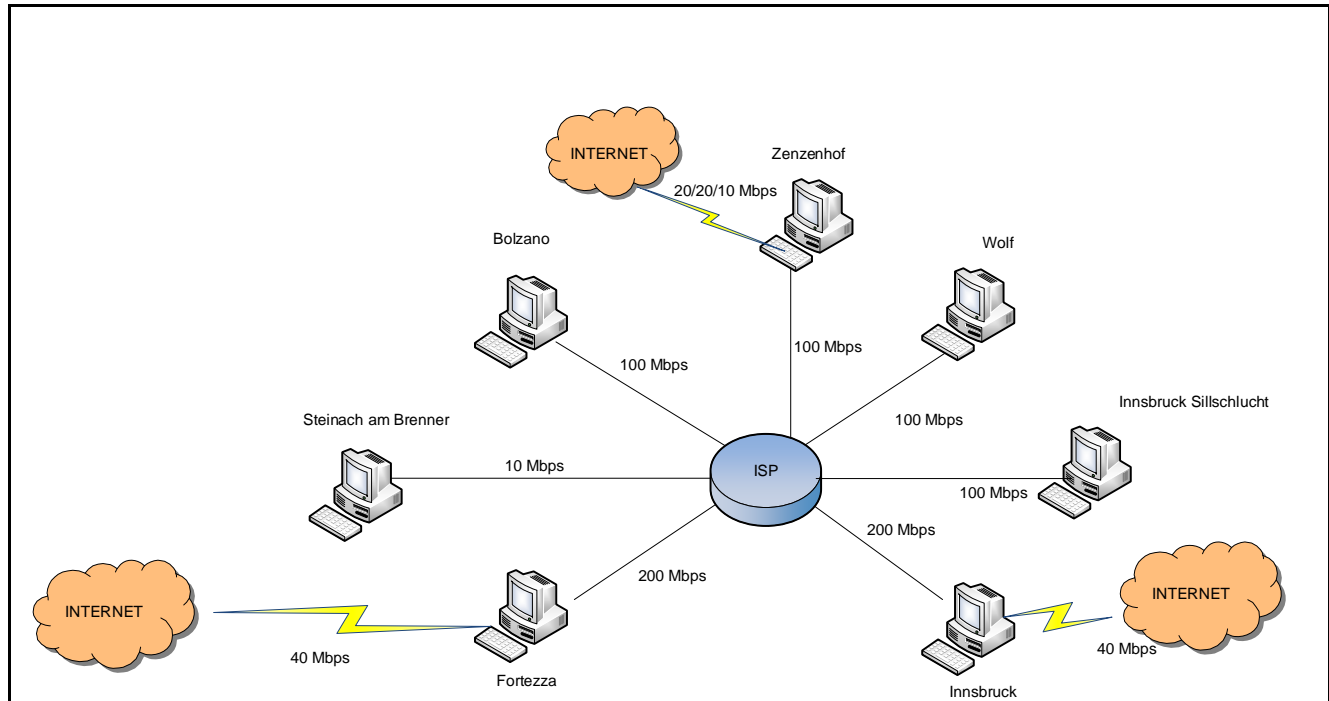 Zenzenhof
INTERNET
20/20/10 Mbps
Bolzano
Wolf
100 Mbps
100 Mbps
100 Mbps
Innsbruck Sillschlucht
Steinach am Brenner
10 Mbps
ISP
100 Mbps
200 Mbps
200 Mbps
INTERNET
INTERNET
40 Mbps
40 Mbps
Fortezza
Innsbruck